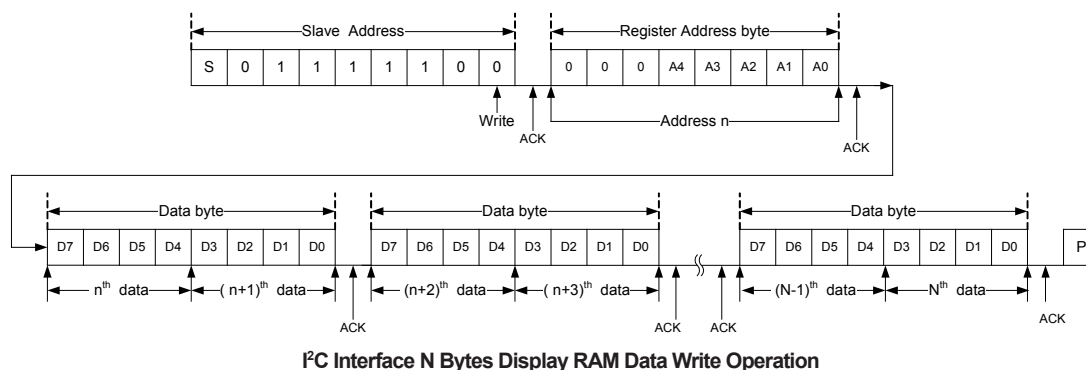 Slave Address Register Address byte
S 0 1 1 1 1 1 0 0 0 0 0 A4 A3 A2 A1 A0
Write ACK Address n ACK
Data byte Data byte Data byte
D7 D6 D5 D4 D3 D2 D1 D0 D7 D6 D5 D4 D3 D2 D1 D0 D7 D6 D5 D4 D3 D2 D1 D0 P
nth data ( n+1)th data (n+2)th data ( n+3)th data (N-1)th data Nth data
ACK ACK ACK ACK
I²C Interface N Bytes Display RAM Data Write Operation